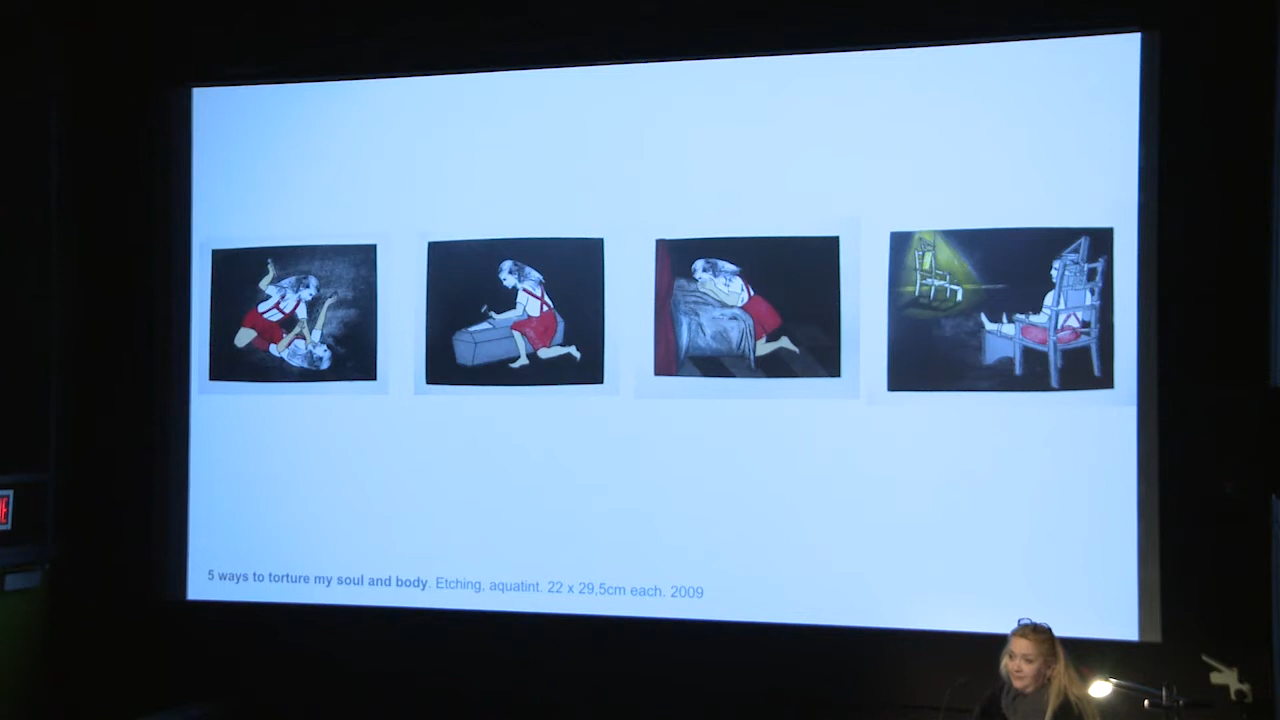 5 ways to torture my soul and body. Etching, aquatint. 22 x 29,5cm each. 2009